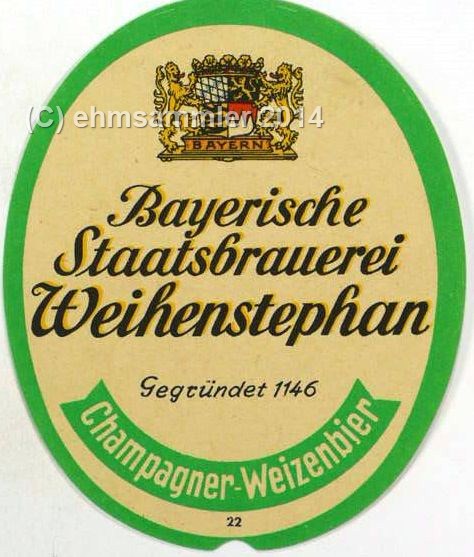 (C) ehmsammler 2014
BAYERN
Bayerische
Staatsbrauerei
Weihenstephan
Gegründet 1146
Champagner-Weizenbier
22